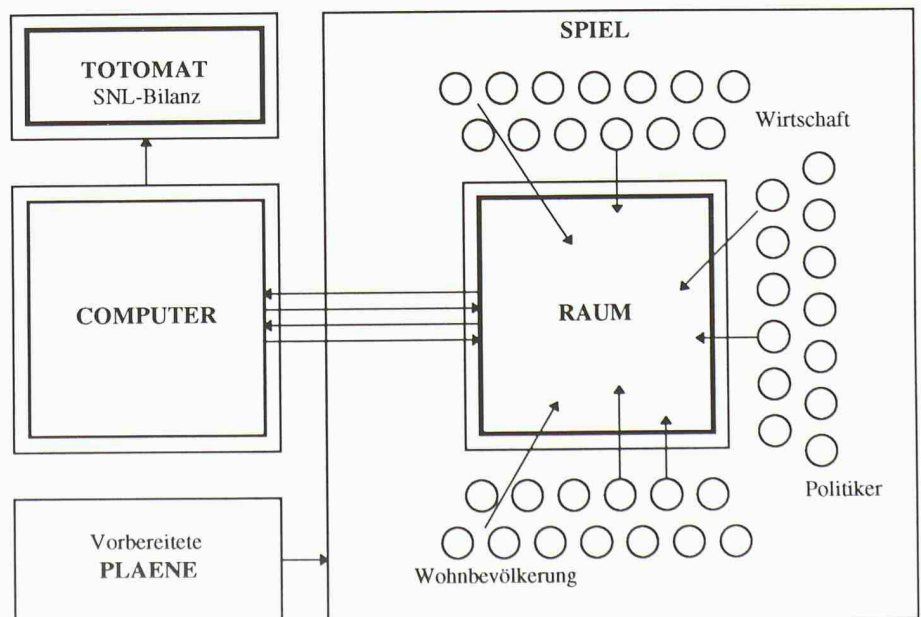 SPIEL
TOTOMAT
SNL-Bilanz
Wirtschaft
COMPUTER
RAUM
Politiker
Vorbereitete
PLAENE
Wohnbevölkerung